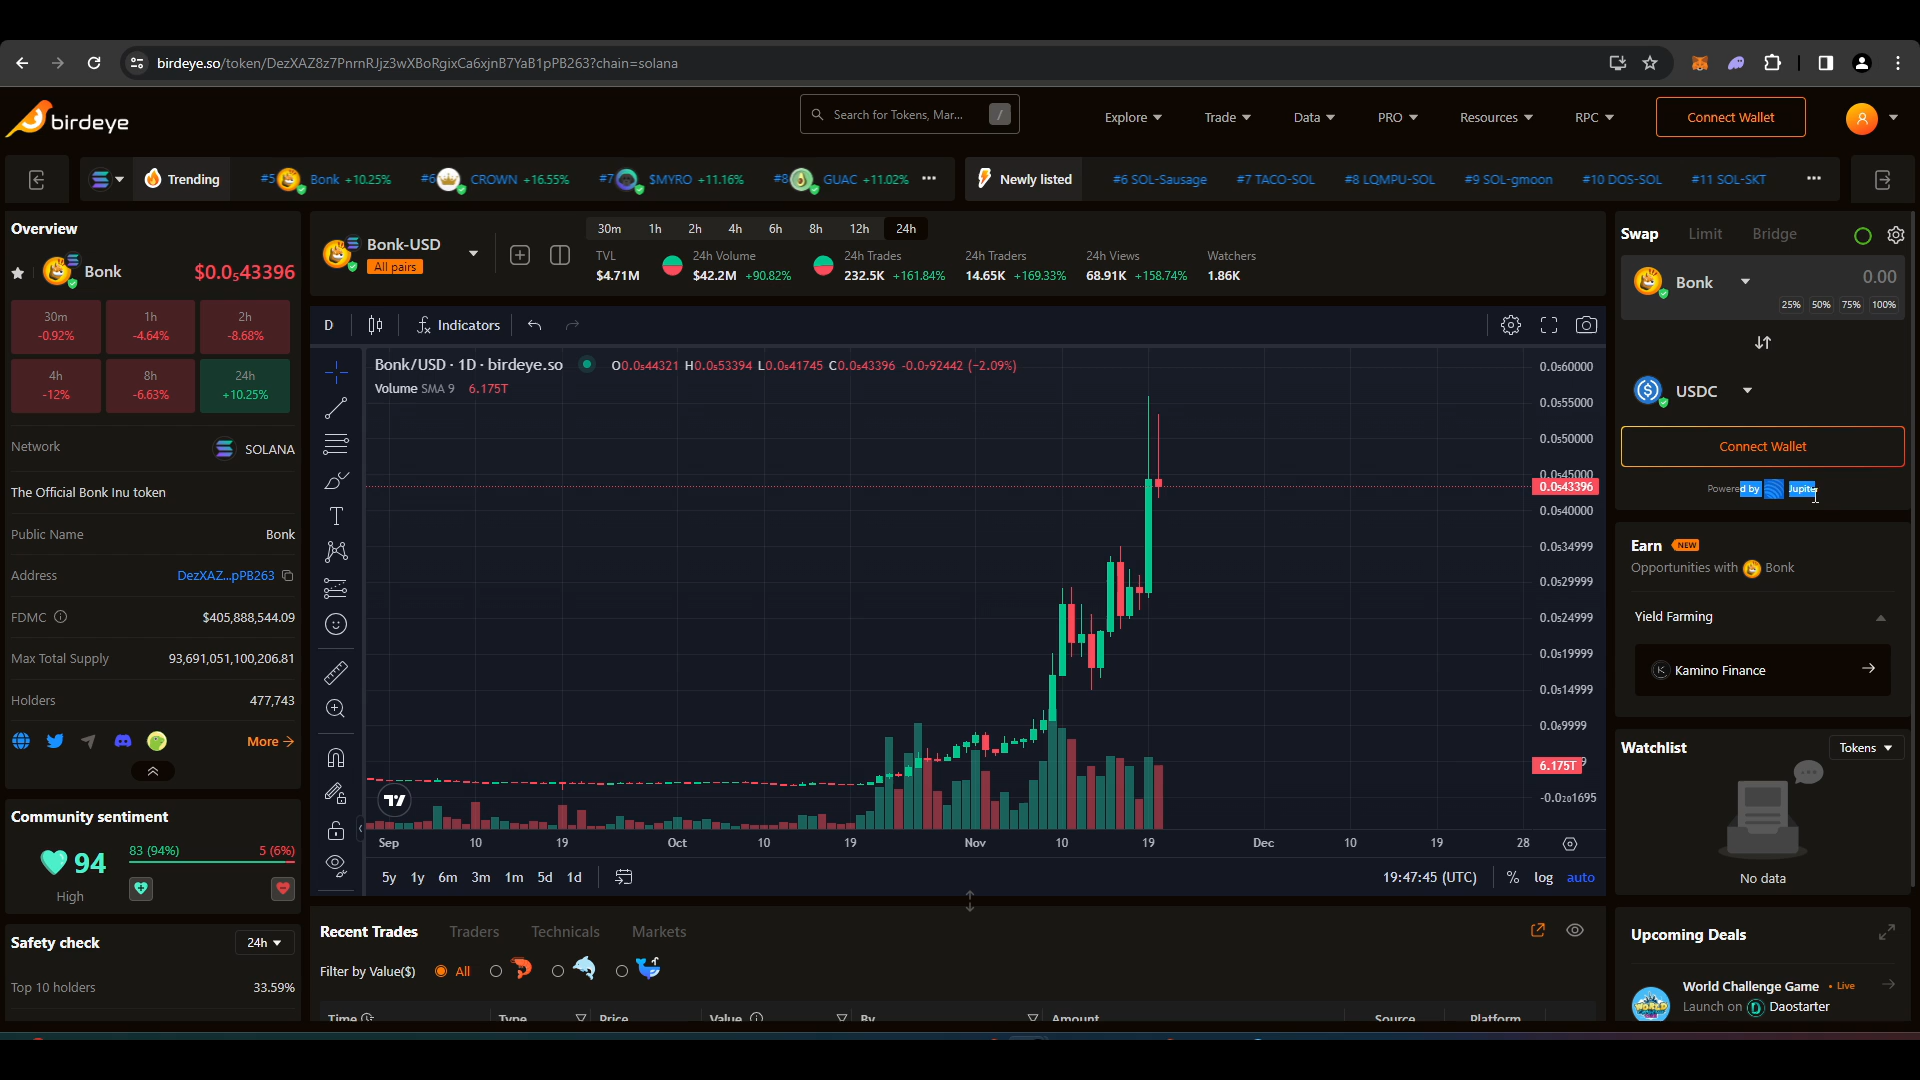 birdeye.so/token/DezXAZ8z7PnrnRJjz3wXBoRgixCa6xjnB7YaB1pPB263?chain=solana
birdeye
Search for Tokens, Mar... /
Explore Trade Data PRO Resources RPC Connect Wallet
Trending #5 Bonk +10.25% #6 CROWN +16.55% #7 $MYRO +11.16% #8 GUAC +11.02% ...
Newly listed #6 SOL-Sausage #7 TACO-SOL #8 LQMPU-SOL #9 SOL-gmoon #10 DOS-SOL #11 SOL-SKT ...
Overview
Bonk $0.0₅43396
30m 1h 2h
-0.92% -4.64% -8.68%
4h 8h 24h
-12% -6.63% +10.25%
Network SOLANA
The Official Bonk Inu token
Public Name Bonk
Address DezXAZ...pPB263
FDMC $405,888,544.09
Max Total Supply 93,691,051,100,206.81
Holders 477,743
More
Community sentiment
94 83 (94%) 5 (6%)
High
Safety check 24h
Top 10 holders 33.59%
Bonk-USD
All pairs
30m 1h 2h 4h 6h 8h 12h 24h
TVL 24h Volume 24h Trades 24h Traders 24h Views Watchers
$4.71M $42.2M +90.82% 232.5K +161.84% 14.65K +169.33% 68.91K +158.74% 1.86K
D Indicators
Bonk/USD · 1D · birdeye.so O0.0₅44321 H0.0₅53394 L0.0₅41745 C0.0₅43396 -0.0₇92442 (-2.09%)
Volume SMA 9 6.175T
0.0₅60000
0.0₅55000
0.0₅50000
0.0₅45000
0.0₅43396
0.0₅40000
0.0₅34999
0.0₅29999
0.0₅24999
0.0₅19999
0.0₅14999
0.0₆9999
6.175T
-0.0₂₀1695
Sep 10 19 Oct 10 19 Nov 10 19 Dec 10 19 28
5y 1y 6m 3m 1m 5d 1d 19:47:45 (UTC) % log auto
Recent Trades Traders Technicals Markets
Filter by Value($) All
Time Type Price Value By Amount Source Platform
Swap Limit Bridge
Bonk 0.00
25% 50% 75% 100%
USDC
Connect Wallet
Powered by Jupiter
Earn NEW
Opportunities with Bonk
Yield Farming
Kamino Finance
Watchlist Tokens
No data
Upcoming Deals
World Challenge Game • Live
Launch on Daostarter